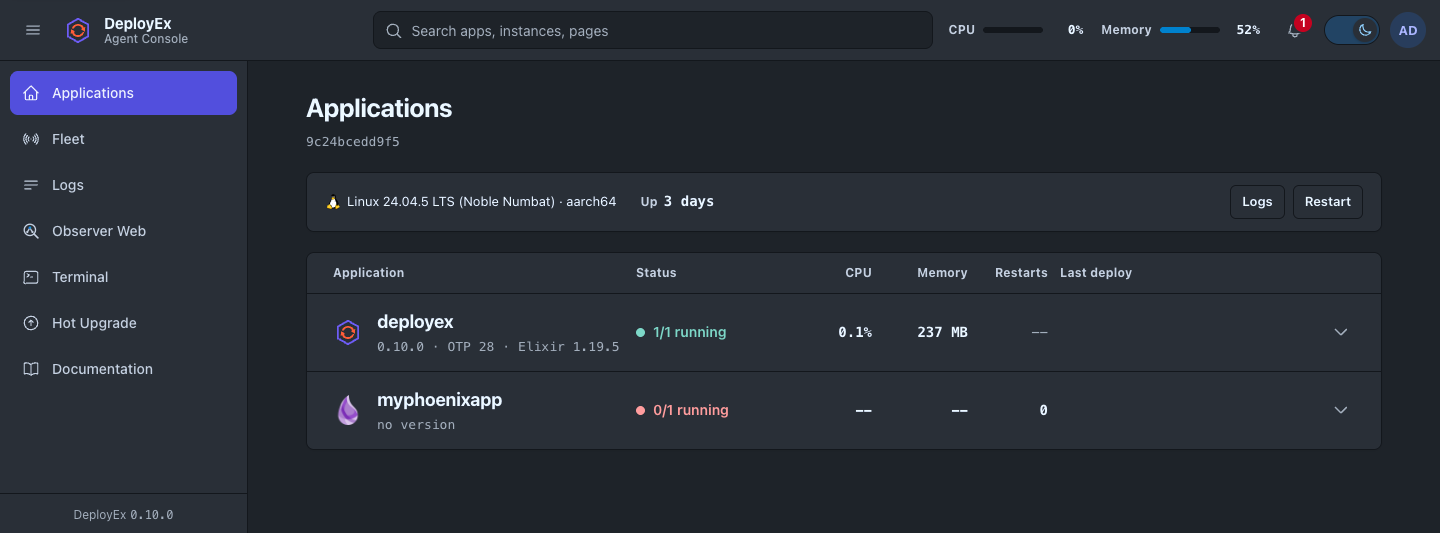 DeployEx
Agent Console
Search apps, instances, pages
CPU 0% Memory 52% 1 AD
Applications
Fleet
Logs
Observer Web
Terminal
Hot Upgrade
Documentation
DeployEx 0.10.0
Applications
9c24bcedd9f5
Linux 24.04.5 LTS (Noble Numbat) · aarch64 Up 3 days Logs Restart
Application Status CPU Memory Restarts Last deploy
deployex
0.10.0 · OTP 28 · Elixir 1.19.5
1/1 running 0.1% 237 MB --
myphoenixapp
no version
0/1 running -- -- 0